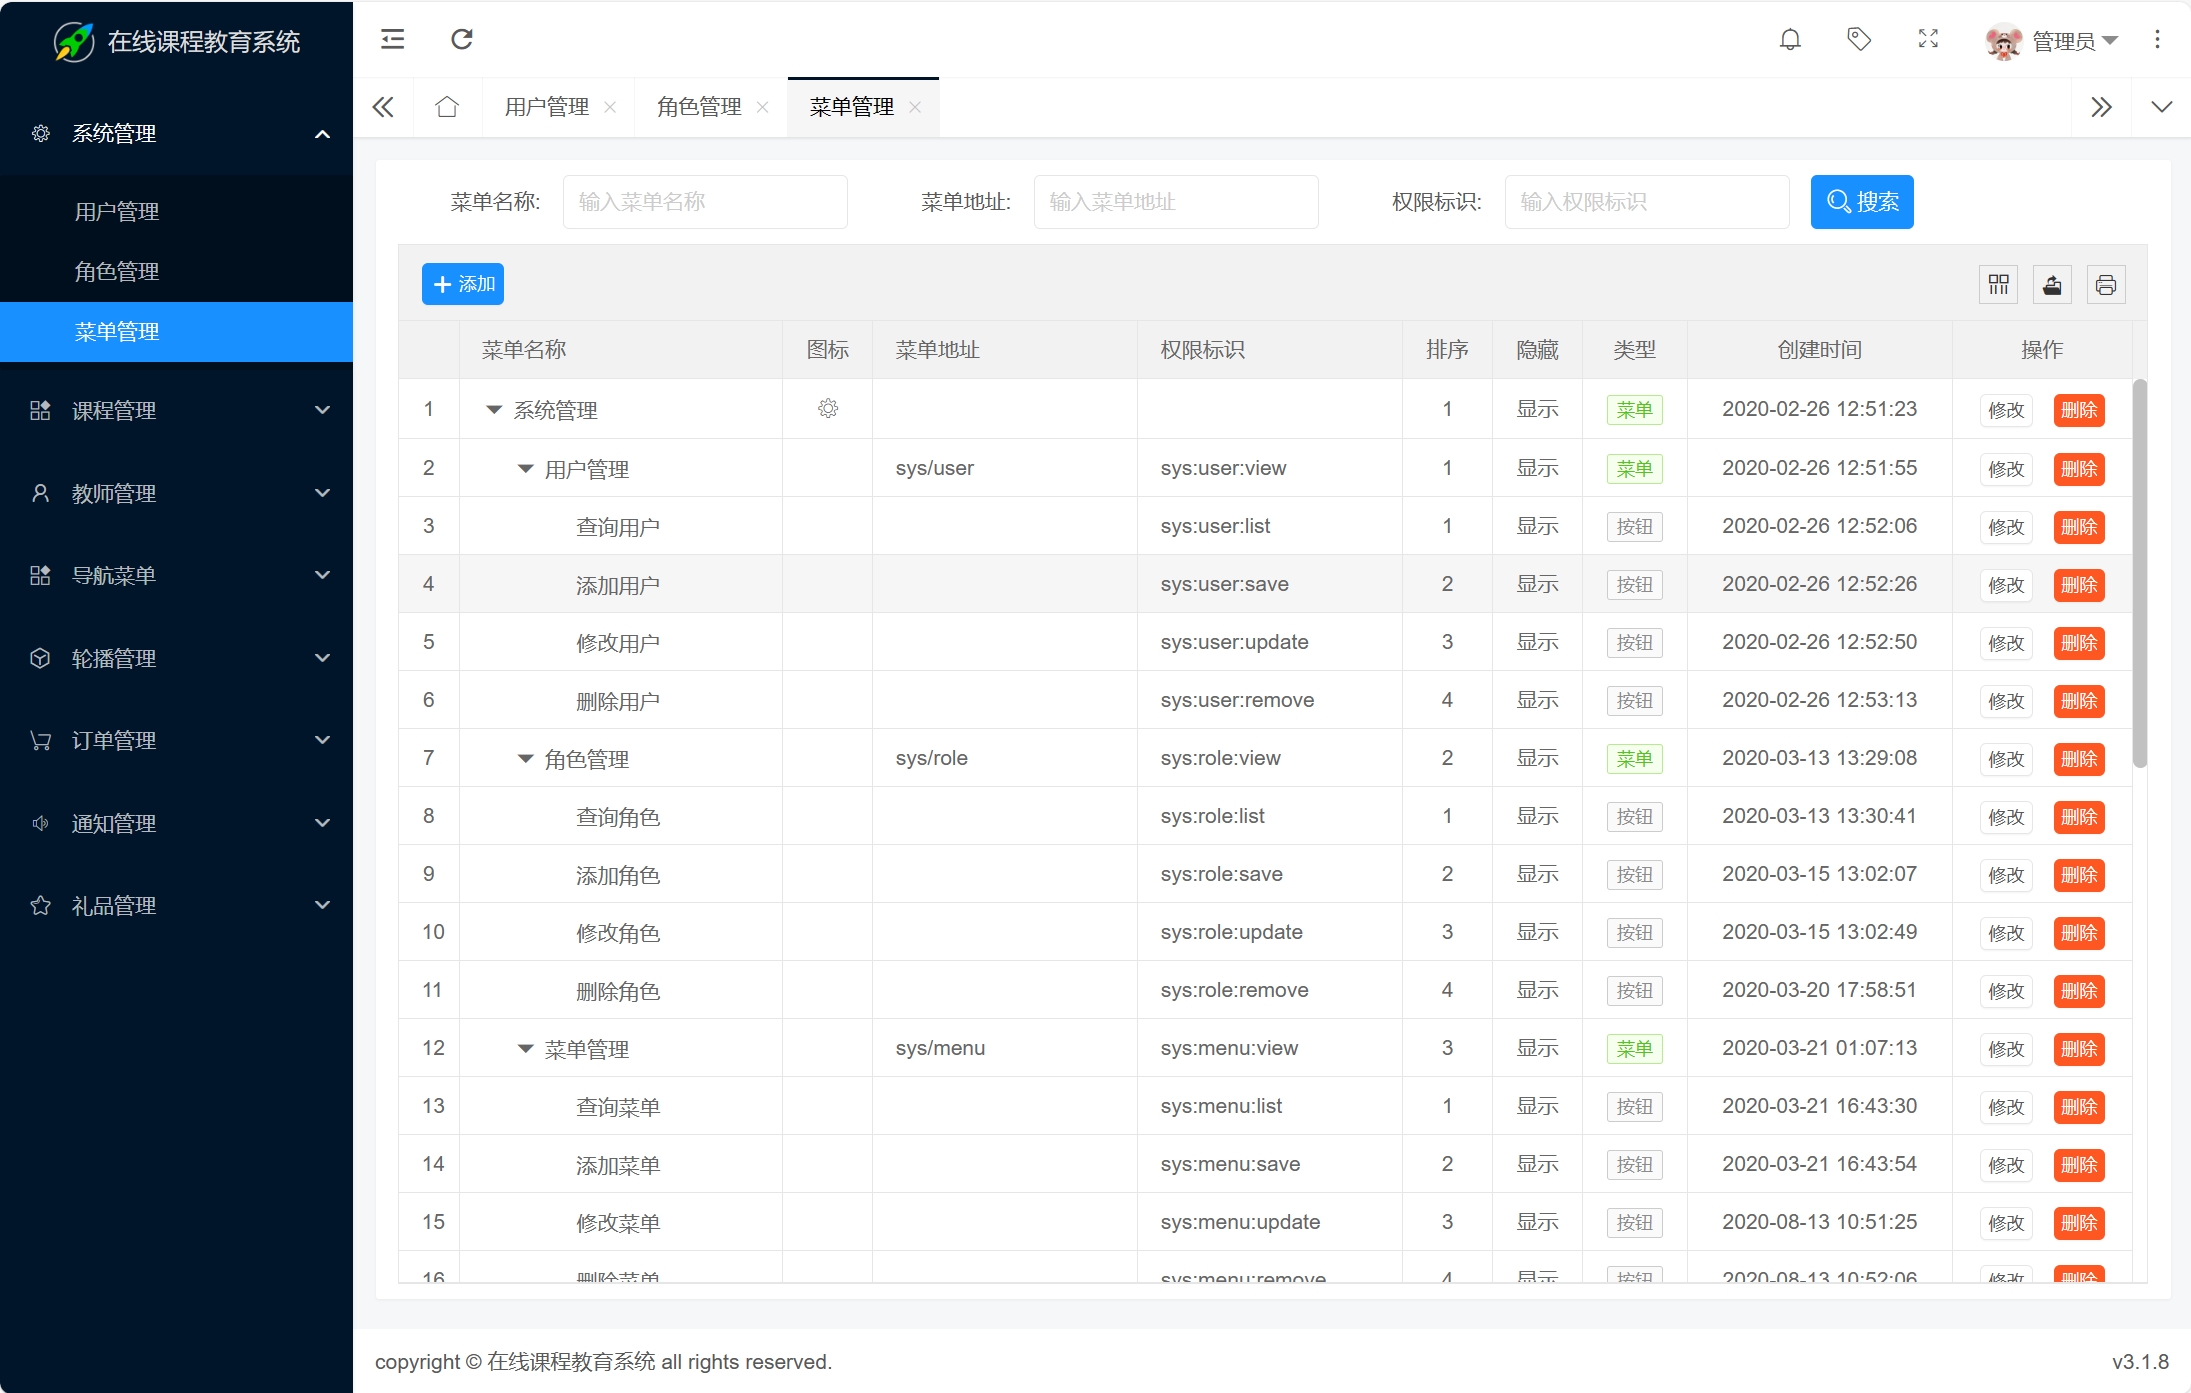 在线课程教育系统
管理员
系统管理
用户管理
角色管理
菜单管理
课程管理
教师管理
导航菜单
轮播管理
订单管理
通知管理
礼品管理
用户管理 角色管理 菜单管理
菜单名称: 输入菜单名称 菜单地址: 输入菜单地址 权限标识: 输入权限标识 搜索
添加
菜单名称 图标 菜单地址 权限标识 排序 隐藏 类型 创建时间 操作
1 系统管理 1 显示 菜单 2020-02-26 12:51:23 修改 删除
2 用户管理 sys/user sys:user:view 1 显示 菜单 2020-02-26 12:51:55 修改 删除
3 查询用户 sys:user:list 1 显示 按钮 2020-02-26 12:52:06 修改 删除
4 添加用户 sys:user:save 2 显示 按钮 2020-02-26 12:52:26 修改 删除
5 修改用户 sys:user:update 3 显示 按钮 2020-02-26 12:52:50 修改 删除
6 删除用户 sys:user:remove 4 显示 按钮 2020-02-26 12:53:13 修改 删除
7 角色管理 sys/role sys:role:view 2 显示 菜单 2020-03-13 13:29:08 修改 删除
8 查询角色 sys:role:list 1 显示 按钮 2020-03-13 13:30:41 修改 删除
9 添加角色 sys:role:save 2 显示 按钮 2020-03-15 13:02:07 修改 删除
10 修改角色 sys:role:update 3 显示 按钮 2020-03-15 13:02:49 修改 删除
11 删除角色 sys:role:remove 4 显示 按钮 2020-03-20 17:58:51 修改 删除
12 菜单管理 sys/menu sys:menu:view 3 显示 菜单 2020-03-21 01:07:13 修改 删除
13 查询菜单 sys:menu:list 1 显示 按钮 2020-03-21 16:43:30 修改 删除
14 添加菜单 sys:menu:save 2 显示 按钮 2020-03-21 16:43:54 修改 删除
15 修改菜单 sys:menu:update 3 显示 按钮 2020-08-13 10:51:25 修改 删除
16 删除菜单 sys:menu:remove 4 显示 按钮 2020-08-13 10:52:06 修改 删除
copyright © 在线课程教育系统 all rights reserved. v3.1.8